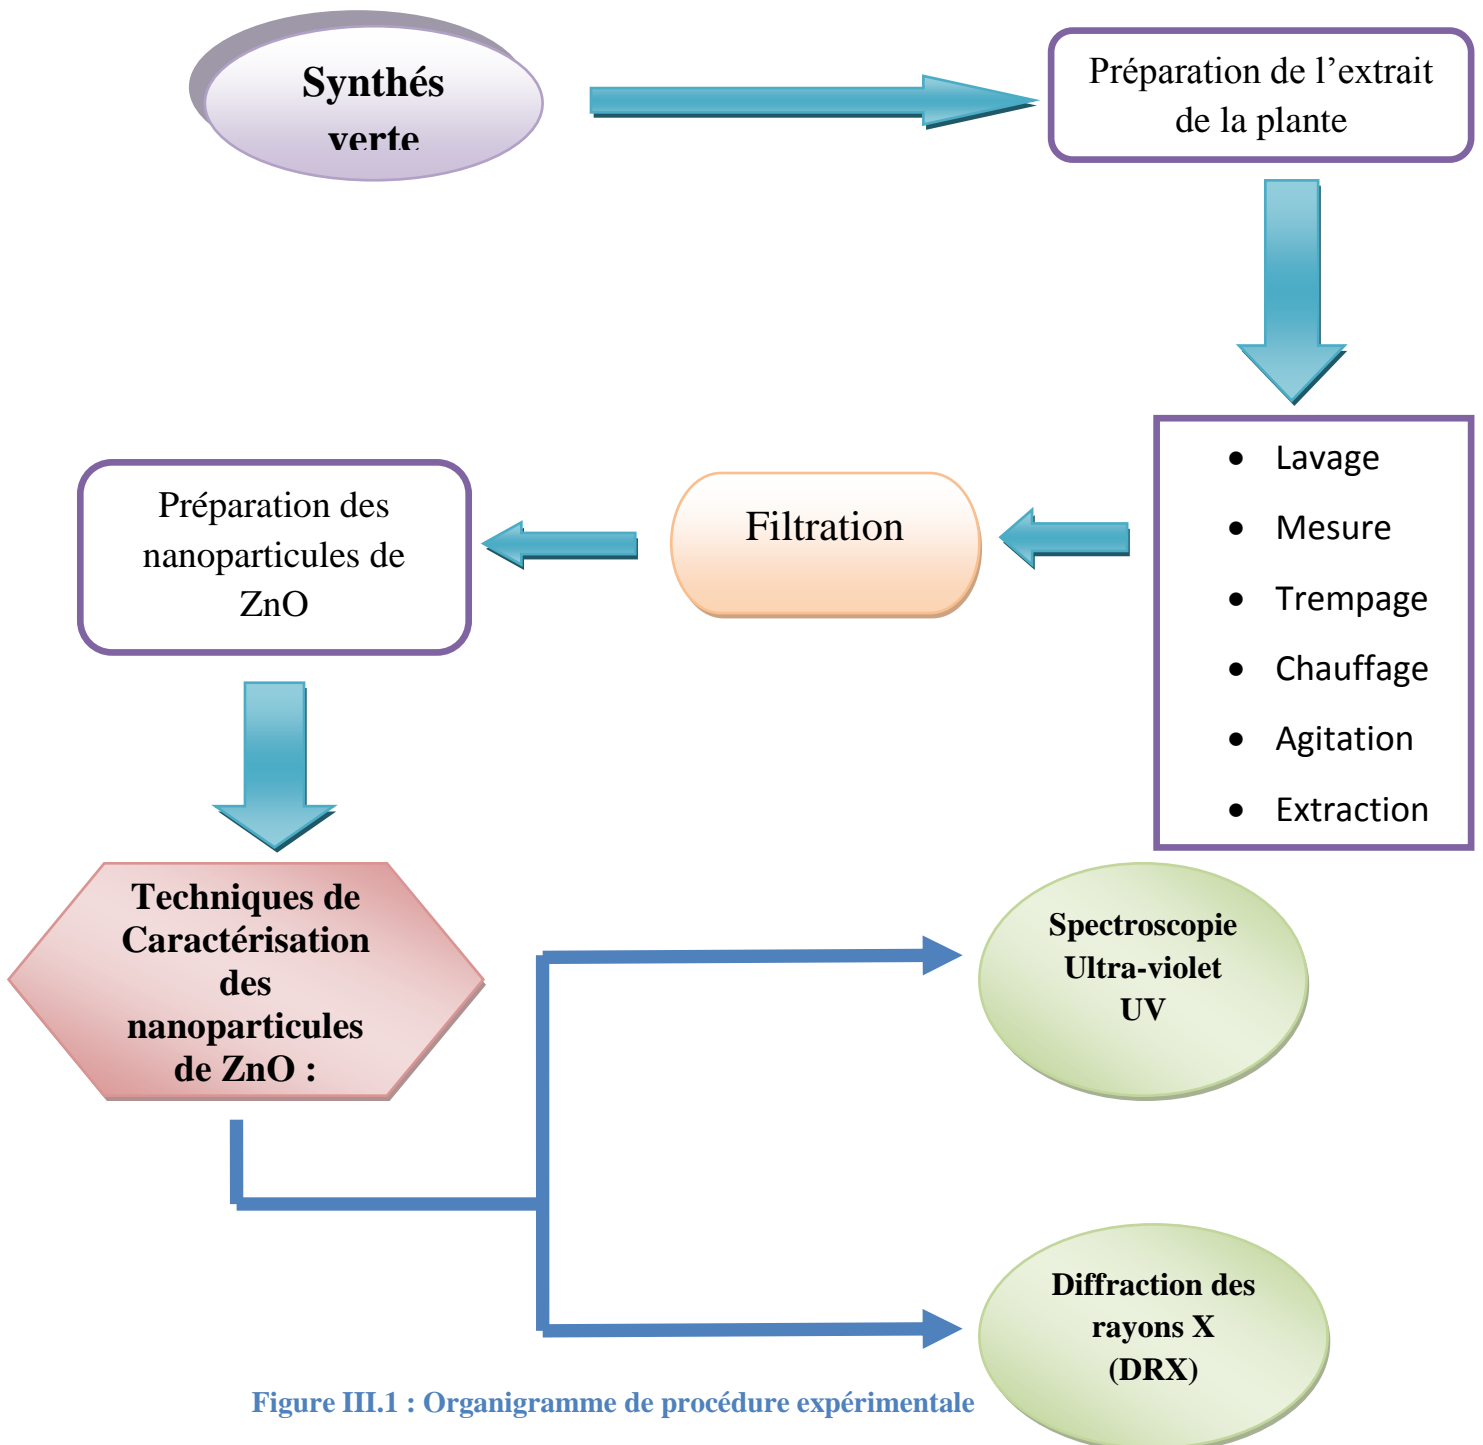 Synthés
verte
Préparation de l’extrait
de la plante
• Lavage
• Mesure
• Trempage
• Chauffage
• Agitation
• Extraction
Filtration
Préparation des
nanoparticules de
ZnO
Techniques de
Caractérisation
des
nanoparticules
de ZnO :
Spectroscopie
Ultra-violet
UV
Diffraction des
rayons X
(DRX)
Figure III.1 : Organigramme de procédure expérimentale